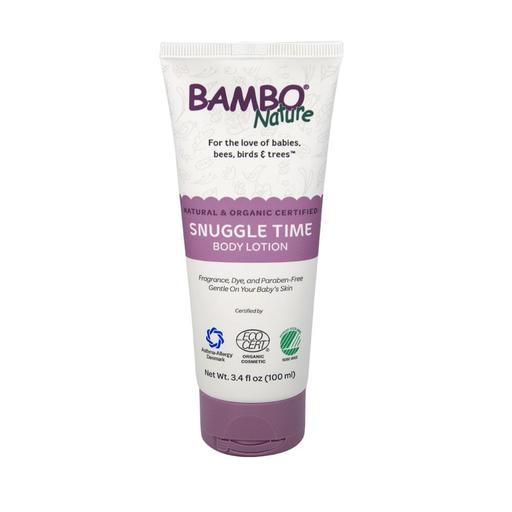 BAMBO®
Nature
For the love of babies,
bees, birds & trees™
NATURAL & ORGANIC CERTIFIED
SNUGGLE TIME
BODY LOTION
Fragrance, Dye, and Paraben-Free
Gentle On Your Baby's Skin
Certified by
Asthma-Allergy
Denmark
ECO
CERT®
ORGANIC
COSMETIC
Net Wt. 3.4 fl oz (100 ml)